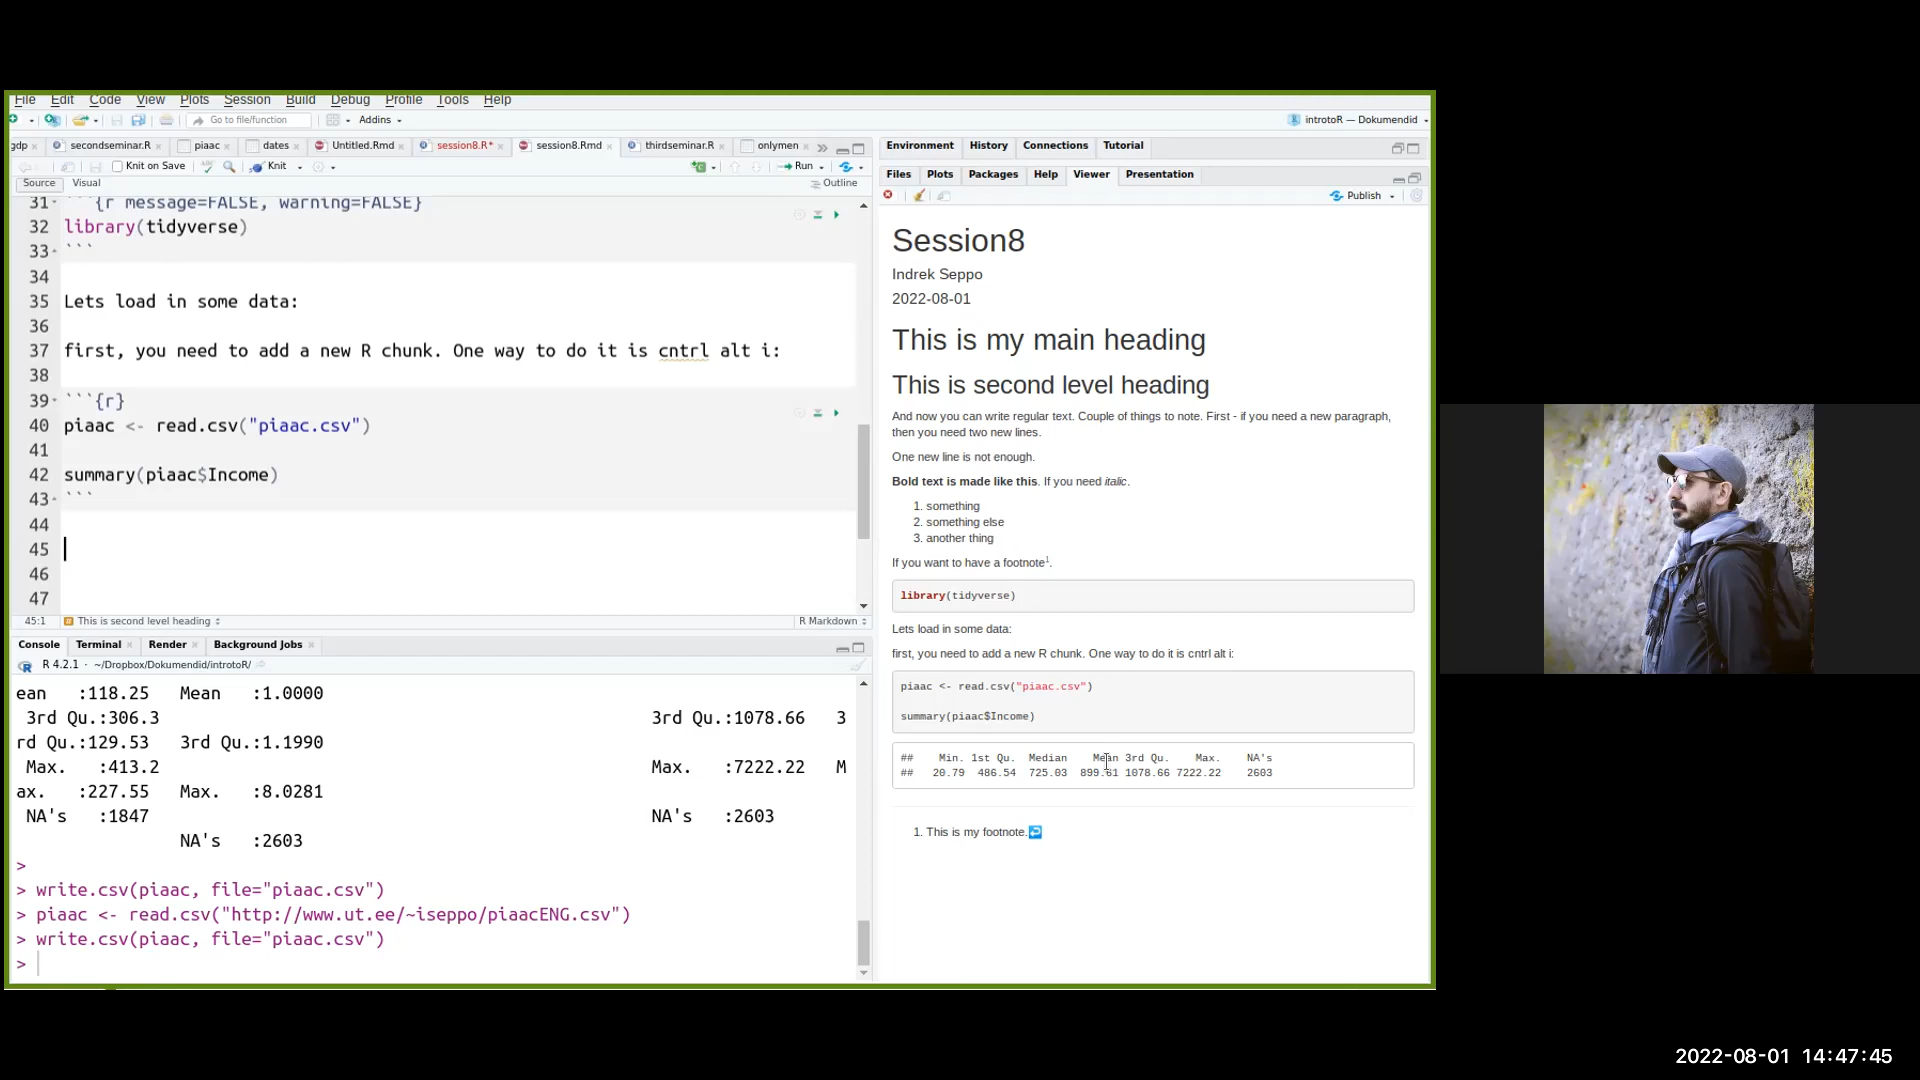 File Edit Code View Plots Session Build Debug Profile Tools Help
Go to file/function Addins introtoR — Dokumendid
gdp secondseminar.R piaac dates Untitled.Rmd session8.R* session8.Rmd thirdseminar.R onlymen
Knit on Save Knit Run
Source Visual Outline
31 ```{r message=FALSE, warning=FALSE}
32 library(tidyverse)
33 ```
34
35 Lets load in some data:
36
37 first, you need to add a new R chunk. One way to do it is cntrl alt i:
38
39 ```{r}
40 piaac <- read.csv("piaac.csv")
41
42 summary(piaac$Income)
43 ```
44
45
46
47
45:1 This is second level heading R Markdown
Console Terminal Render Background Jobs
R 4.2.1 · ~/Dropbox/Dokumendid/introtoR/
ean :118.25 Mean :1.0000
3rd Qu.:306.3 3rd Qu.:1078.66 3
rd Qu.:129.53 3rd Qu.:1.1990
Max. :413.2 Max. :7222.22 M
ax. :227.55 Max. :8.0281
NA's :1847 NA's :2603
NA's :2603
>
> write.csv(piaac, file="piaac.csv")
> piaac <- read.csv("http://www.ut.ee/~iseppo/piaacENG.csv")
> write.csv(piaac, file="piaac.csv")
>
Environment History Connections Tutorial
Files Plots Packages Help Viewer Presentation
Publish
Session8
Indrek Seppo
2022-08-01
This is my main heading
This is second level heading
And now you can write regular text. Couple of things to note. First - if you need a new paragraph,
then you need two new lines.
One new line is not enough.
Bold text is made like this. If you need italic.
1. something
2. something else
3. another thing
If you want to have a footnote1.
library(tidyverse)
Lets load in some data:
first, you need to add a new R chunk. One way to do it is cntrl alt i:
piaac <- read.csv("piaac.csv")
summary(piaac$Income)
## Min. 1st Qu. Median Mean 3rd Qu. Max. NA's
## 20.79 486.54 725.03 899.61 1078.66 7222.22 2603
1. This is my footnote.
2022-08-01 14:47:45